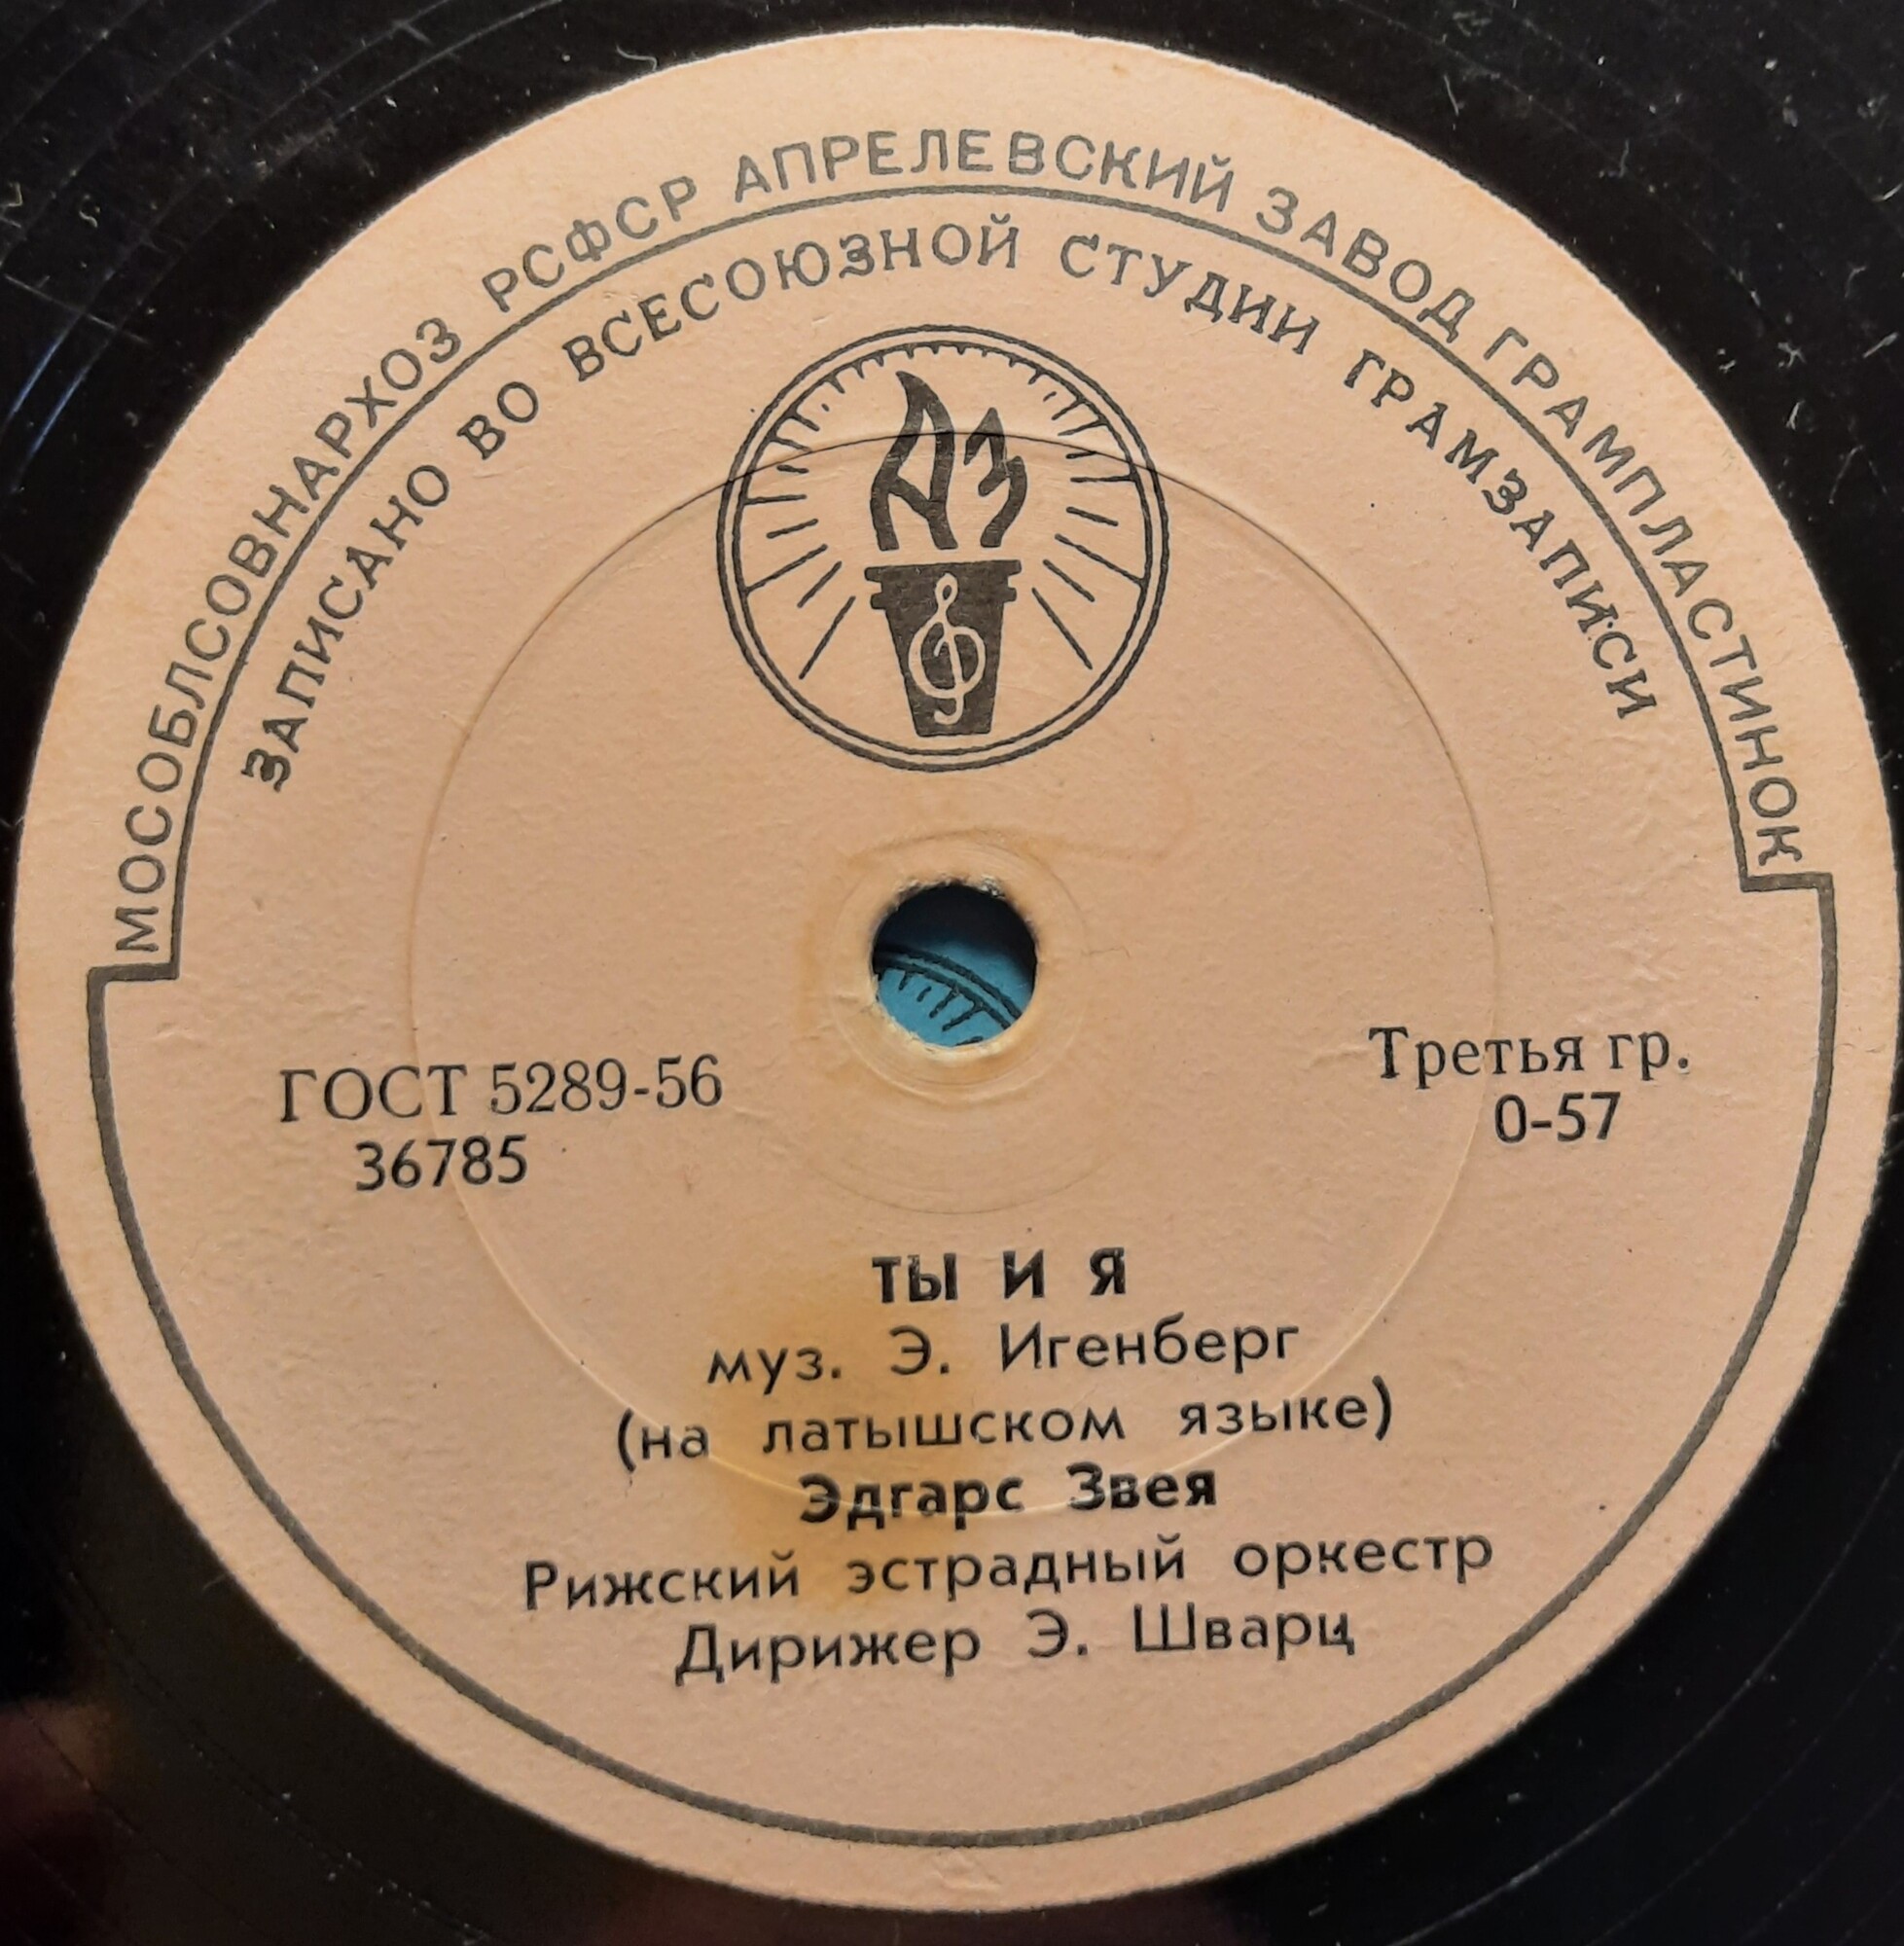 МОСОБЛСОВНАРХОЗ РСФСР АПРЕЛЕВСКИЙ ЗАВОД ГРАМПЛАСТИНОК
ЗАПИСАНО ВО ВСЕСОЮЗНОЙ СТУДИИ ГРАМЗАПИСИ
АЗ
ГОСТ 5289-56
36785
Третья гр.
0-57
ТЫ И Я
муз. Э. Игенберг
(на латышском языке)
Эдгарс Звея
Рижский эстрадный оркестр
Дирижер Э. Шварц